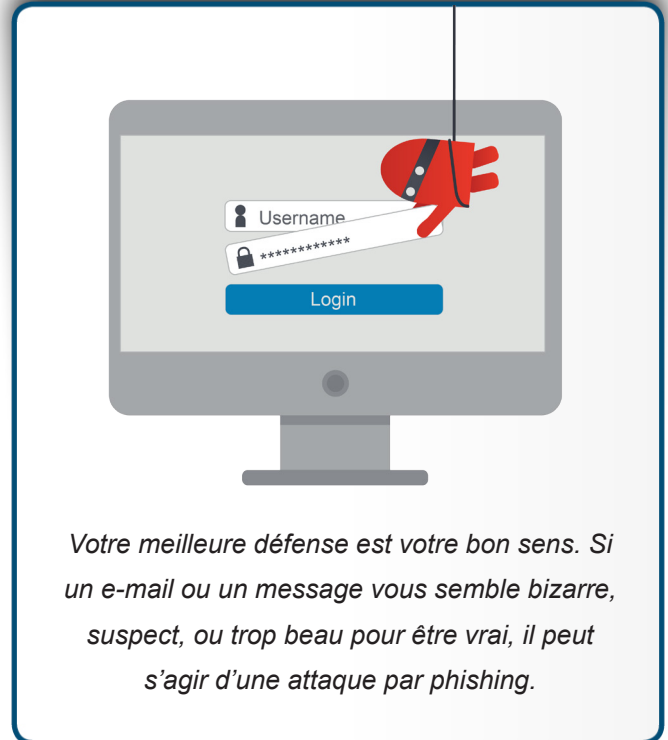 Username
************
Login
Votre meilleure défense est votre bon sens. Si
un e-mail ou un message vous semble bizarre,
suspect, ou trop beau pour être vrai, il peut
s’agir d’une attaque par phishing.